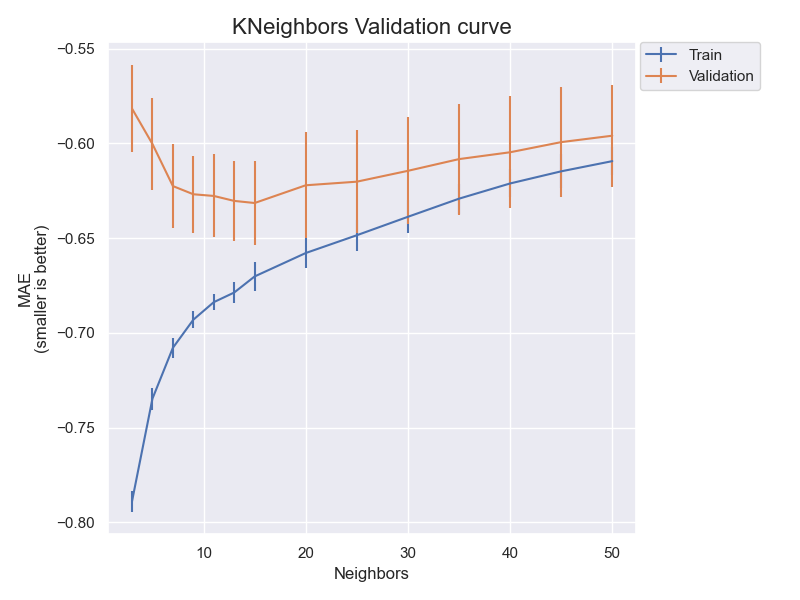 KNeighbors Validation curve
Train
Validation
−0.55
−0.60
−0.65
−0.70
−0.75
−0.80
MAE
(smaller is better)
10 20 30 40 50
Neighbors